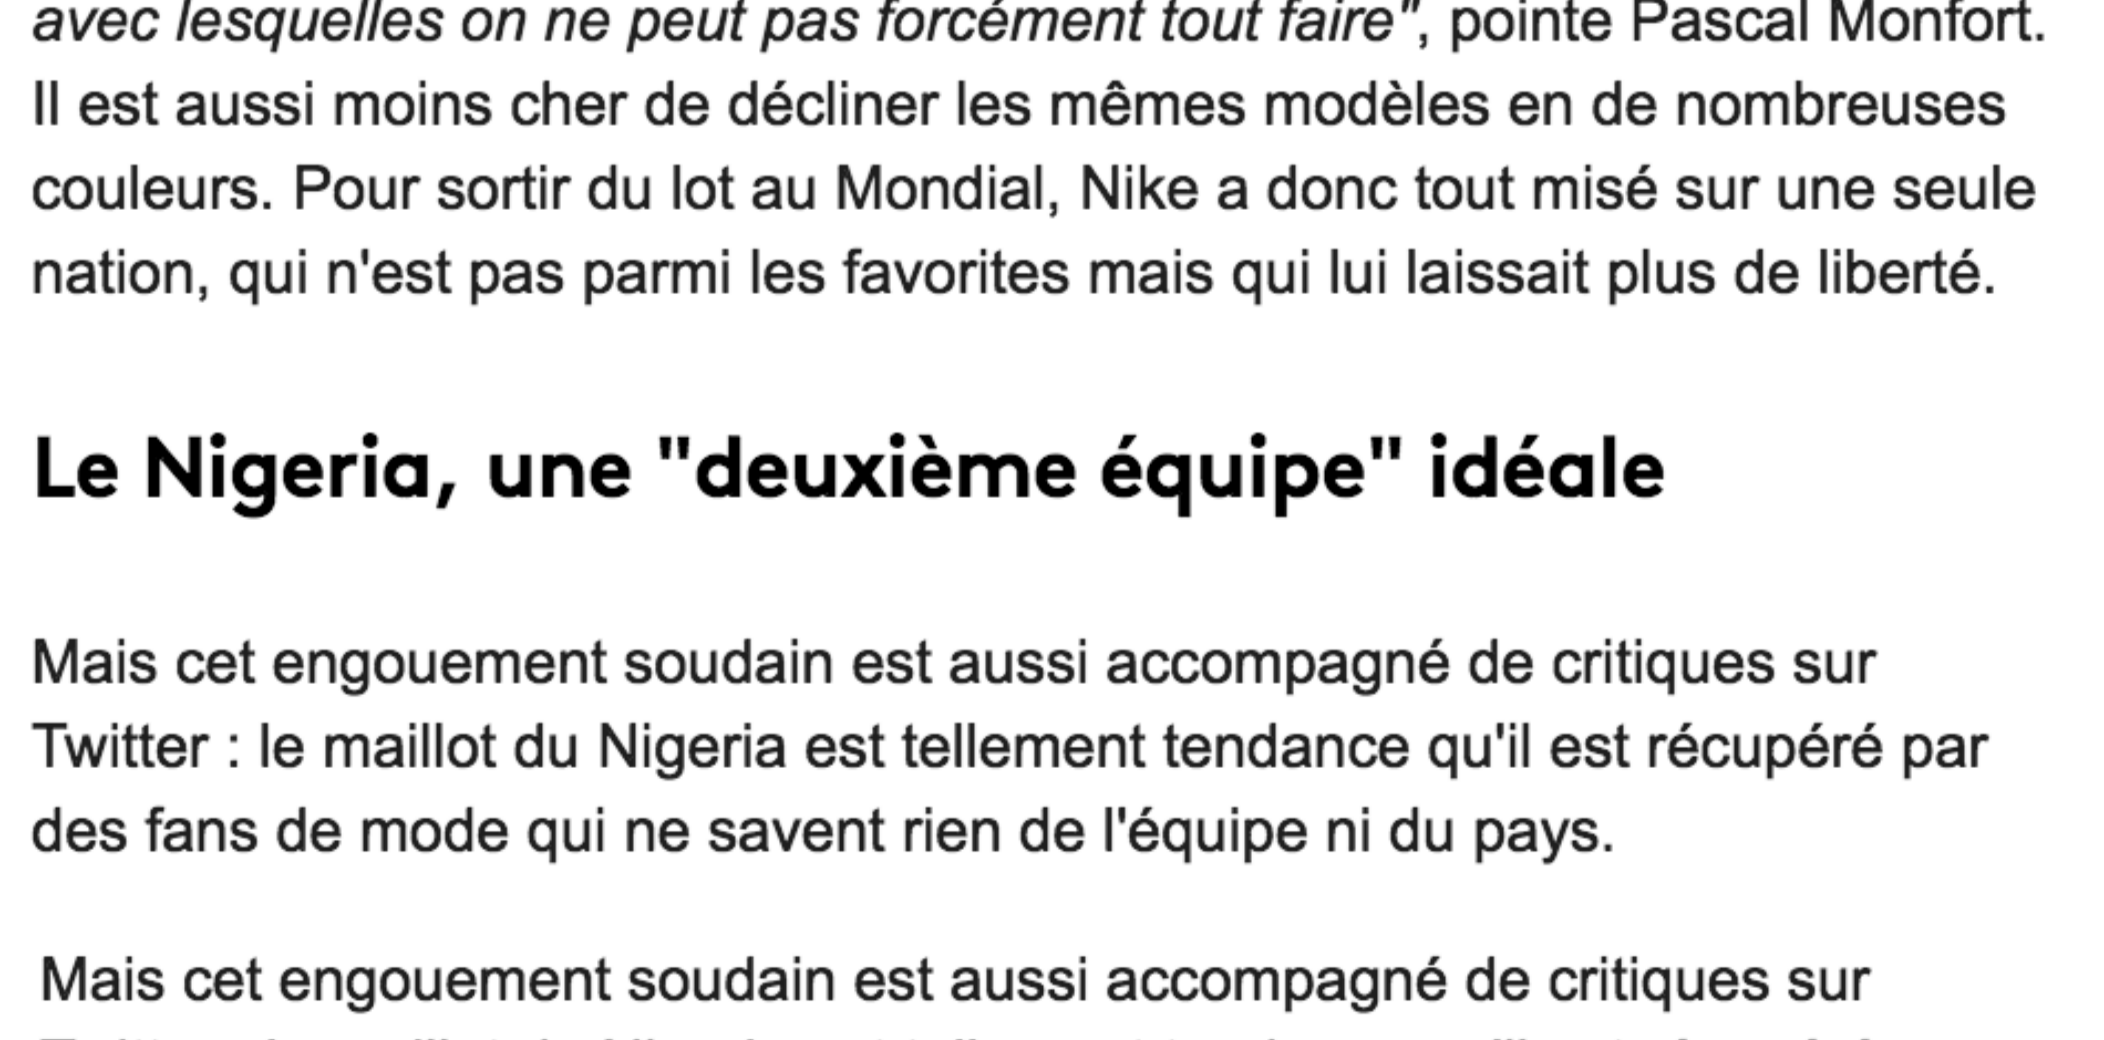 avec lesquelles on ne peut pas forcément tout faire", pointe Pascal Monfort.
Il est aussi moins cher de décliner les mêmes modèles en de nombreuses
couleurs. Pour sortir du lot au Mondial, Nike a donc tout misé sur une seule
nation, qui n'est pas parmi les favorites mais qui lui laissait plus de liberté.
Le Nigeria, une "deuxième équipe" idéale
Mais cet engouement soudain est aussi accompagné de critiques sur
Twitter : le maillot du Nigeria est tellement tendance qu'il est récupéré par
des fans de mode qui ne savent rien de l'équipe ni du pays.
Mais cet engouement soudain est aussi accompagné de critiques sur